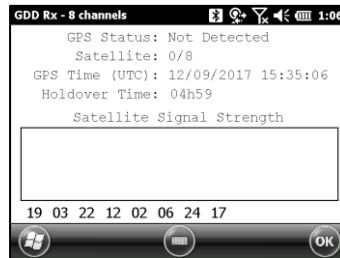 GDD Rx - 8 channels 1:06
GPS Status: Not Detected
Satellite: 0/8
GPS Time (UTC): 12/09/2017 15:35:06
Holdover Time: 04h59
Satellite Signal Strength
19 03 22 12 02 06 24 17
OK